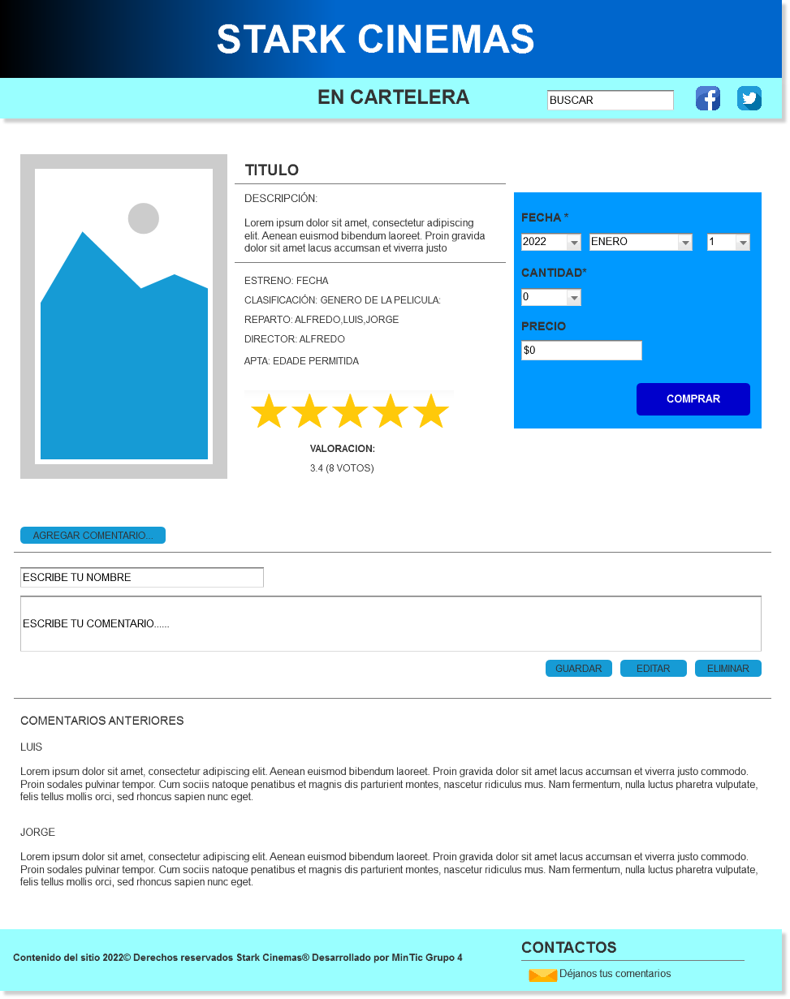 STARK CINEMAS
EN CARTELERA
BUSCAR
TITULO
DESCRIPCIÓN:
Lorem ipsum dolor sit amet, consectetur adipiscing
elit. Aenean euismod bibendum laoreet. Proin gravida
dolor sit amet lacus accumsan et viverra justo
ESTRENO: FECHA
CLASIFICACIÓN: GENERO DE LA PELICULA:
REPARTO: ALFREDO,LUIS,JORGE
DIRECTOR: ALFREDO
APTA: EDADE PERMITIDA
VALORACION:
3.4 (8 VOTOS)
FECHA *
2022 ENERO 1
CANTIDAD*
0
PRECIO
$0
COMPRAR
AGREGAR COMENTARIO...
ESCRIBE TU NOMBRE
ESCRIBE TU COMENTARIO......
GUARDAR EDITAR ELIMINAR
COMENTARIOS ANTERIORES
LUIS
Lorem ipsum dolor sit amet, consectetur adipiscing elit. Aenean euismod bibendum laoreet. Proin gravida dolor sit amet lacus accumsan et viverra justo commodo.
Proin sodales pulvinar tempor. Cum sociis natoque penatibus et magnis dis parturient montes, nascetur ridiculus mus. Nam fermentum, nulla luctus pharetra vulputate,
felis tellus mollis orci, sed rhoncus sapien nunc eget.
JORGE
Lorem ipsum dolor sit amet, consectetur adipiscing elit. Aenean euismod bibendum laoreet. Proin gravida dolor sit amet lacus accumsan et viverra justo commodo.
Proin sodales pulvinar tempor. Cum sociis natoque penatibus et magnis dis parturient montes, nascetur ridiculus mus. Nam fermentum, nulla luctus pharetra vulputate,
felis tellus mollis orci, sed rhoncus sapien nunc eget.
Contenido del sitio 2022© Derechos reservados Stark Cinemas® Desarrollado por MinTic Grupo 4
CONTACTOS
Déjanos tus comentarios